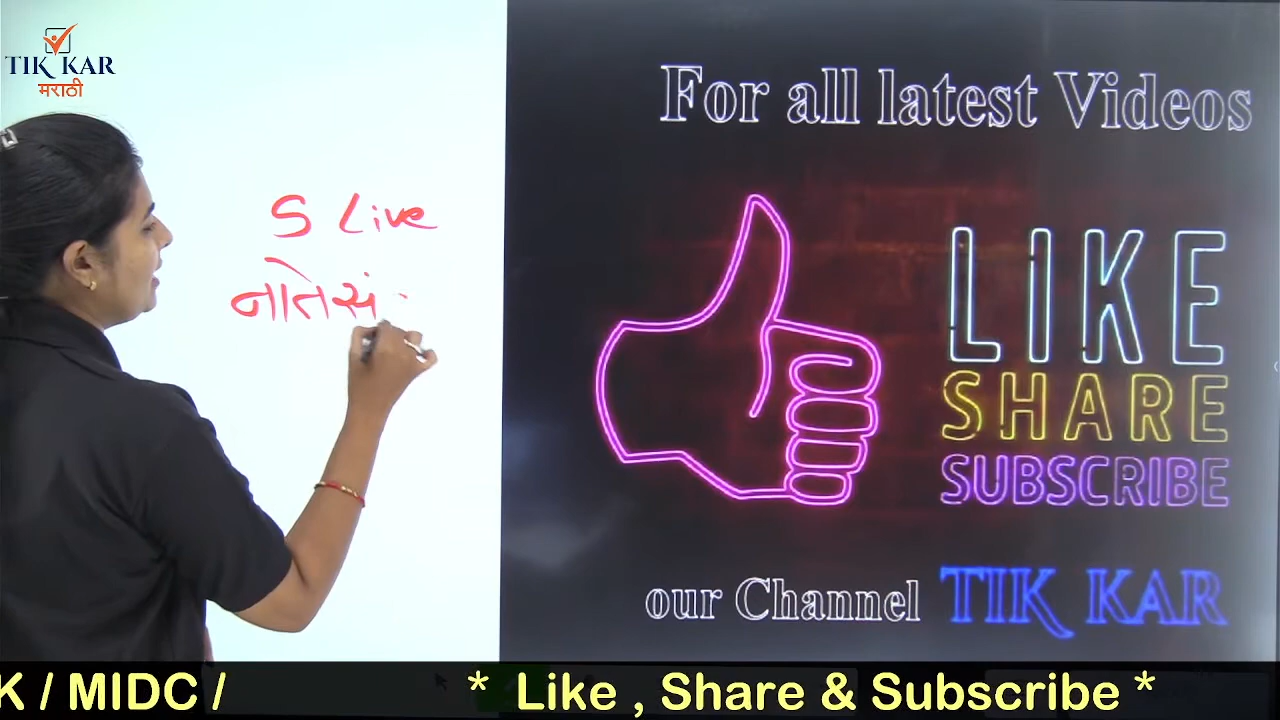 TIK KAR
मराठी
S Live
नातेसं
For all latest Videos
LIKE
SHARE
SUBSCRIBE
our Channel TIK KAR
K / MIDC / * Like , Share & Subscribe *